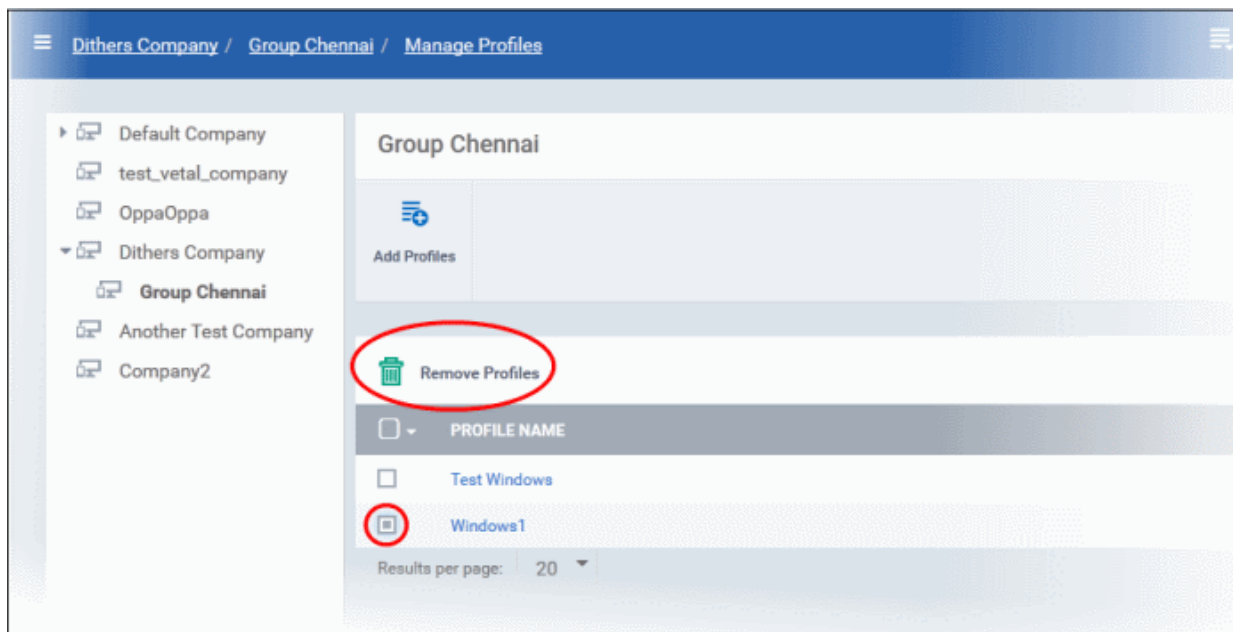 Dithers Company / Group Chennai / Manage Profiles
Default Company
test_vetal_company
OppaOppa
Dithers Company
Group Chennai
Another Test Company
Company2
Group Chennai
Add Profiles
Remove Profiles
PROFILE NAME
Test Windows
Windows1
Results per page: 20